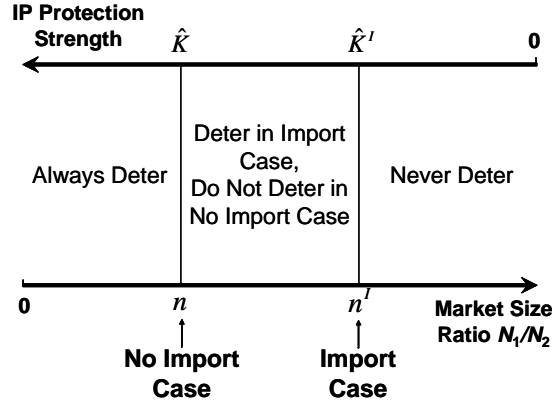 IP Protection
Strength
K̂
K̂ᴵ
0
Always Deter
Deter in Import
Case,
Do Not Deter in
No Import Case
Never Deter
0
n
nᴵ
Market Size
Ratio N₁/N₂
No Import
Case
Import
Case